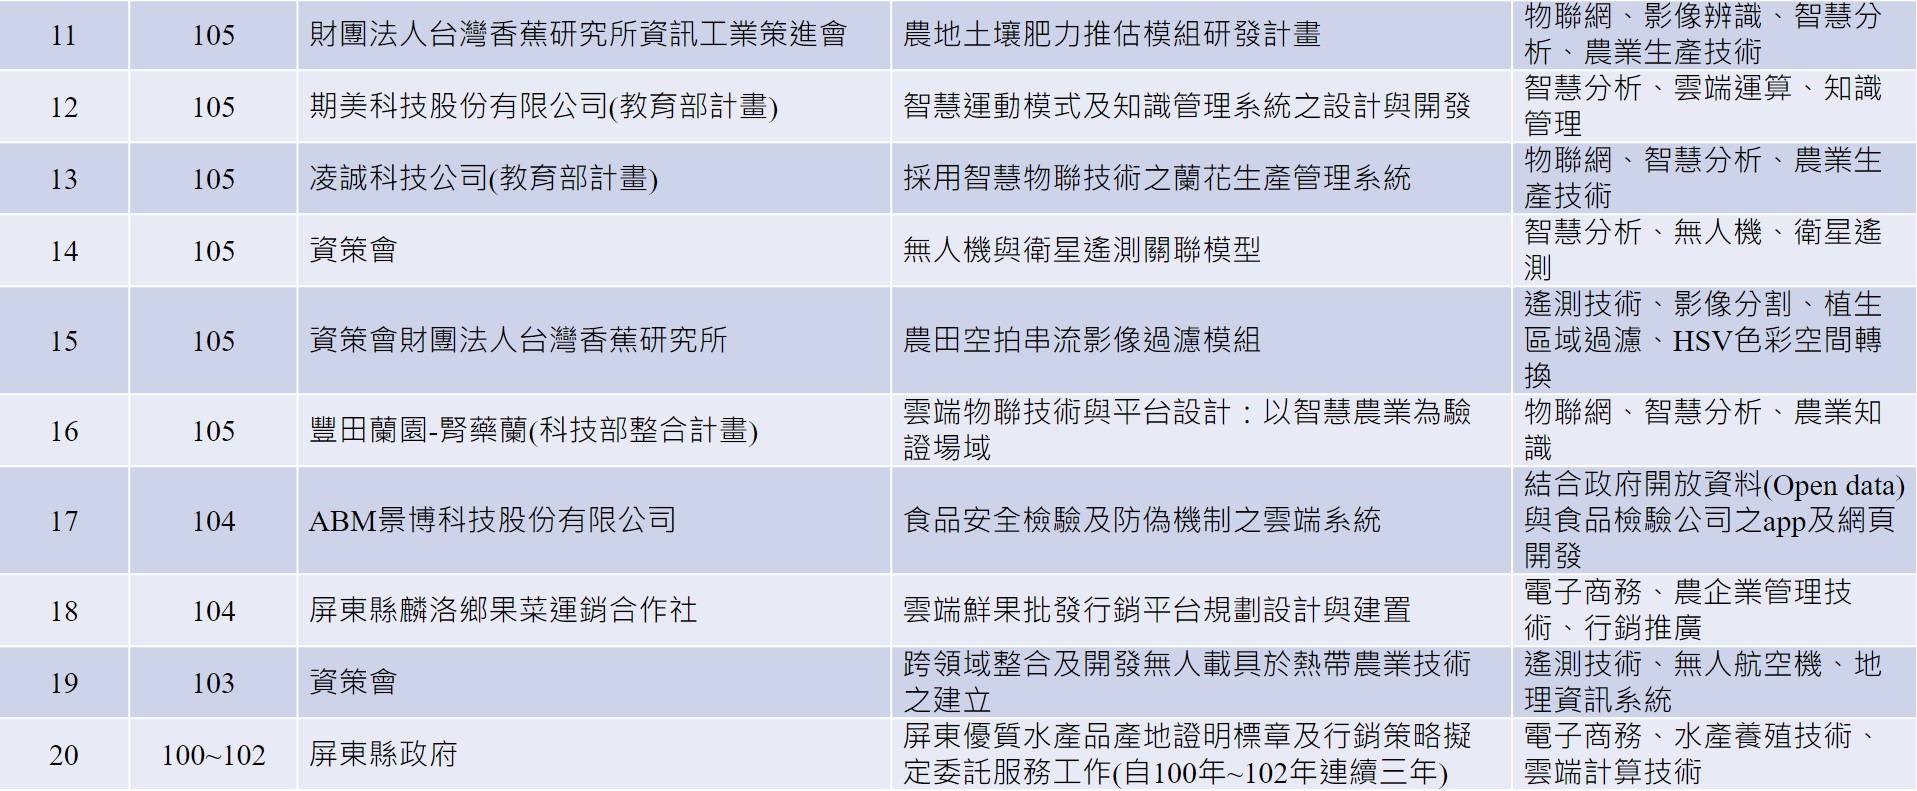 11 105 財團法人台灣香蕉研究所資訊工業策進會 農地土壤肥力推估模組研發計畫 物聯網、影像辨識、智慧分
析、農業生產技術
12 105 期美科技股份有限公司(教育部計畫) 智慧運動模式及知識管理系統之設計與開發 智慧分析、雲端運算、知識
管理
13 105 凌誠科技公司(教育部計畫) 採用智慧物聯技術之蘭花生產管理系統 物聯網、智慧分析、農業生
產技術
14 105 資策會 無人機與衛星遙測關聯模型 智慧分析、無人機、衛星遙
測
15 105 資策會財團法人台灣香蕉研究所 農田空拍串流影像過濾模組 遙測技術、影像分割、植生
區域過濾、HSV色彩空間轉
換
16 105 豐田蘭園-腎藥蘭(科技部整合計畫) 雲端物聯技術與平台設計：以智慧農業為驗
證場域
物聯網、智慧分析、農業知
識
17 104 ABM景博科技股份有限公司 食品安全檢驗及防偽機制之雲端系統 結合政府開放資料(Open data)
與食品檢驗公司之app及網頁
開發
18 104 屏東縣麟洛鄉果菜運銷合作社 雲端鮮果批發行銷平台規劃設計與建置 電子商務、農企業管理技
術、行銷推廣
19 103 資策會 跨領域整合及開發無人載具於熱帶農業技術
之建立
遙測技術、無人航空機、地
理資訊系統
20 100~102 屏東縣政府 屏東優質水產品產地證明標章及行銷策略擬
定委託服務工作(自100年~102年連續三年)
電子商務、水產養殖技術、
雲端計算技術